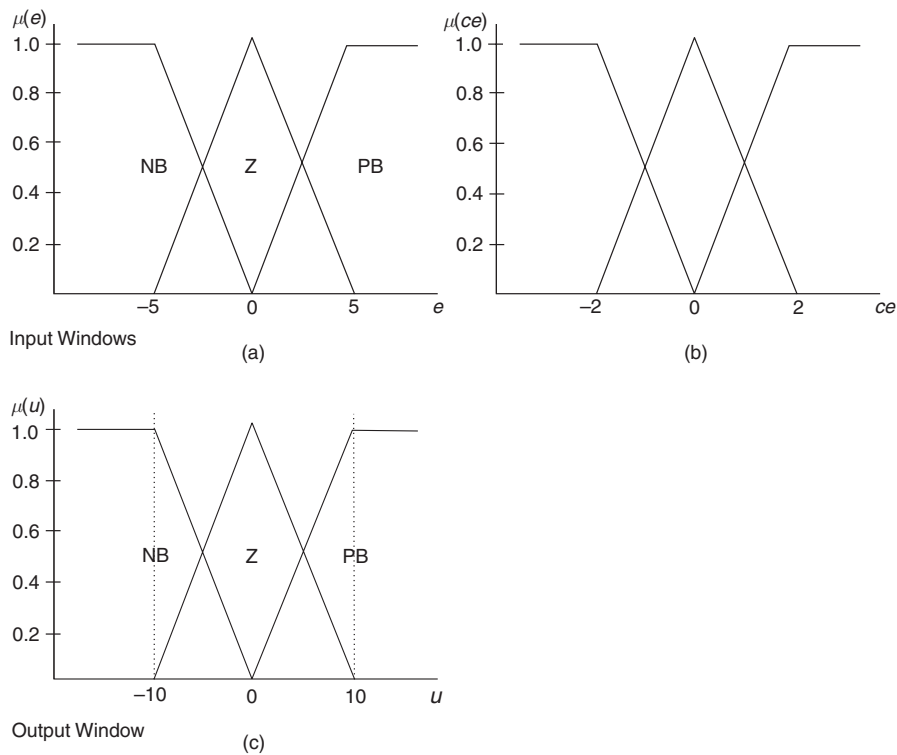 μ(e)
1.0
0.8
0.6
0.4
0.2
NB
Z
PB
–5
0
5
e
Input Windows
(a)
μ(ce)
1.0
0.8
0.6
0.4
0.2
–2
0
2
ce
(b)
μ(u)
1.0
0.8
0.6
0.4
0.2
NB
Z
PB
–10
0
10
u
Output Window
(c)